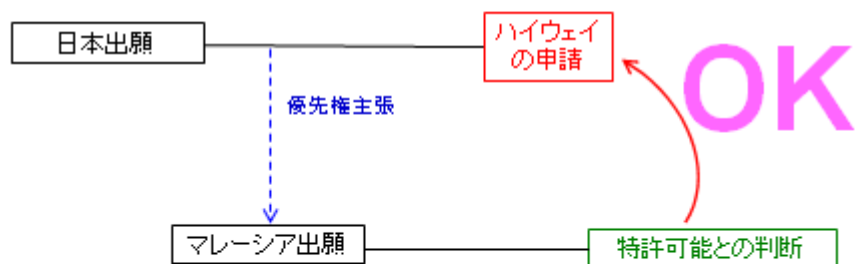 日本出願
ハイウェイ
の申請
OK
優先権主張
マレーシア出願
特許可能との判断